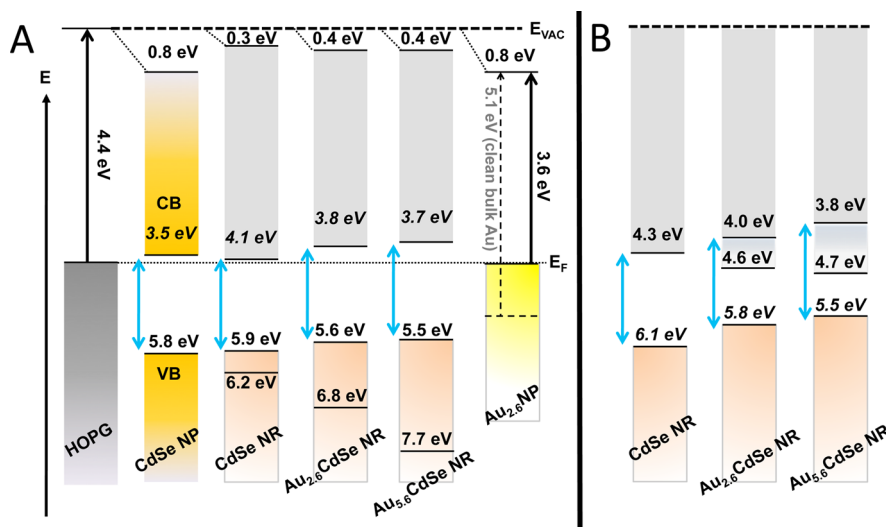 A
E
E_VAC
0.8 eV
0.3 eV
0.4 eV
0.4 eV
0.8 eV
4.4 eV
5.1 eV (clean bulk Au)
3.6 eV
CB
3.5 eV
4.1 eV
3.8 eV
3.7 eV
E_F
5.8 eV
5.9 eV
5.6 eV
5.5 eV
VB
6.2 eV
6.8 eV
7.7 eV
HOPG
CdSe NP
CdSe NR
Au2.6CdSe NR
Au5.6CdSe NR
Au2.6NP
B
4.3 eV
4.0 eV
3.8 eV
4.6 eV
4.7 eV
6.1 eV
5.8 eV
5.5 eV
CdSe NR
Au2.6CdSe NR
Au5.6CdSe NR